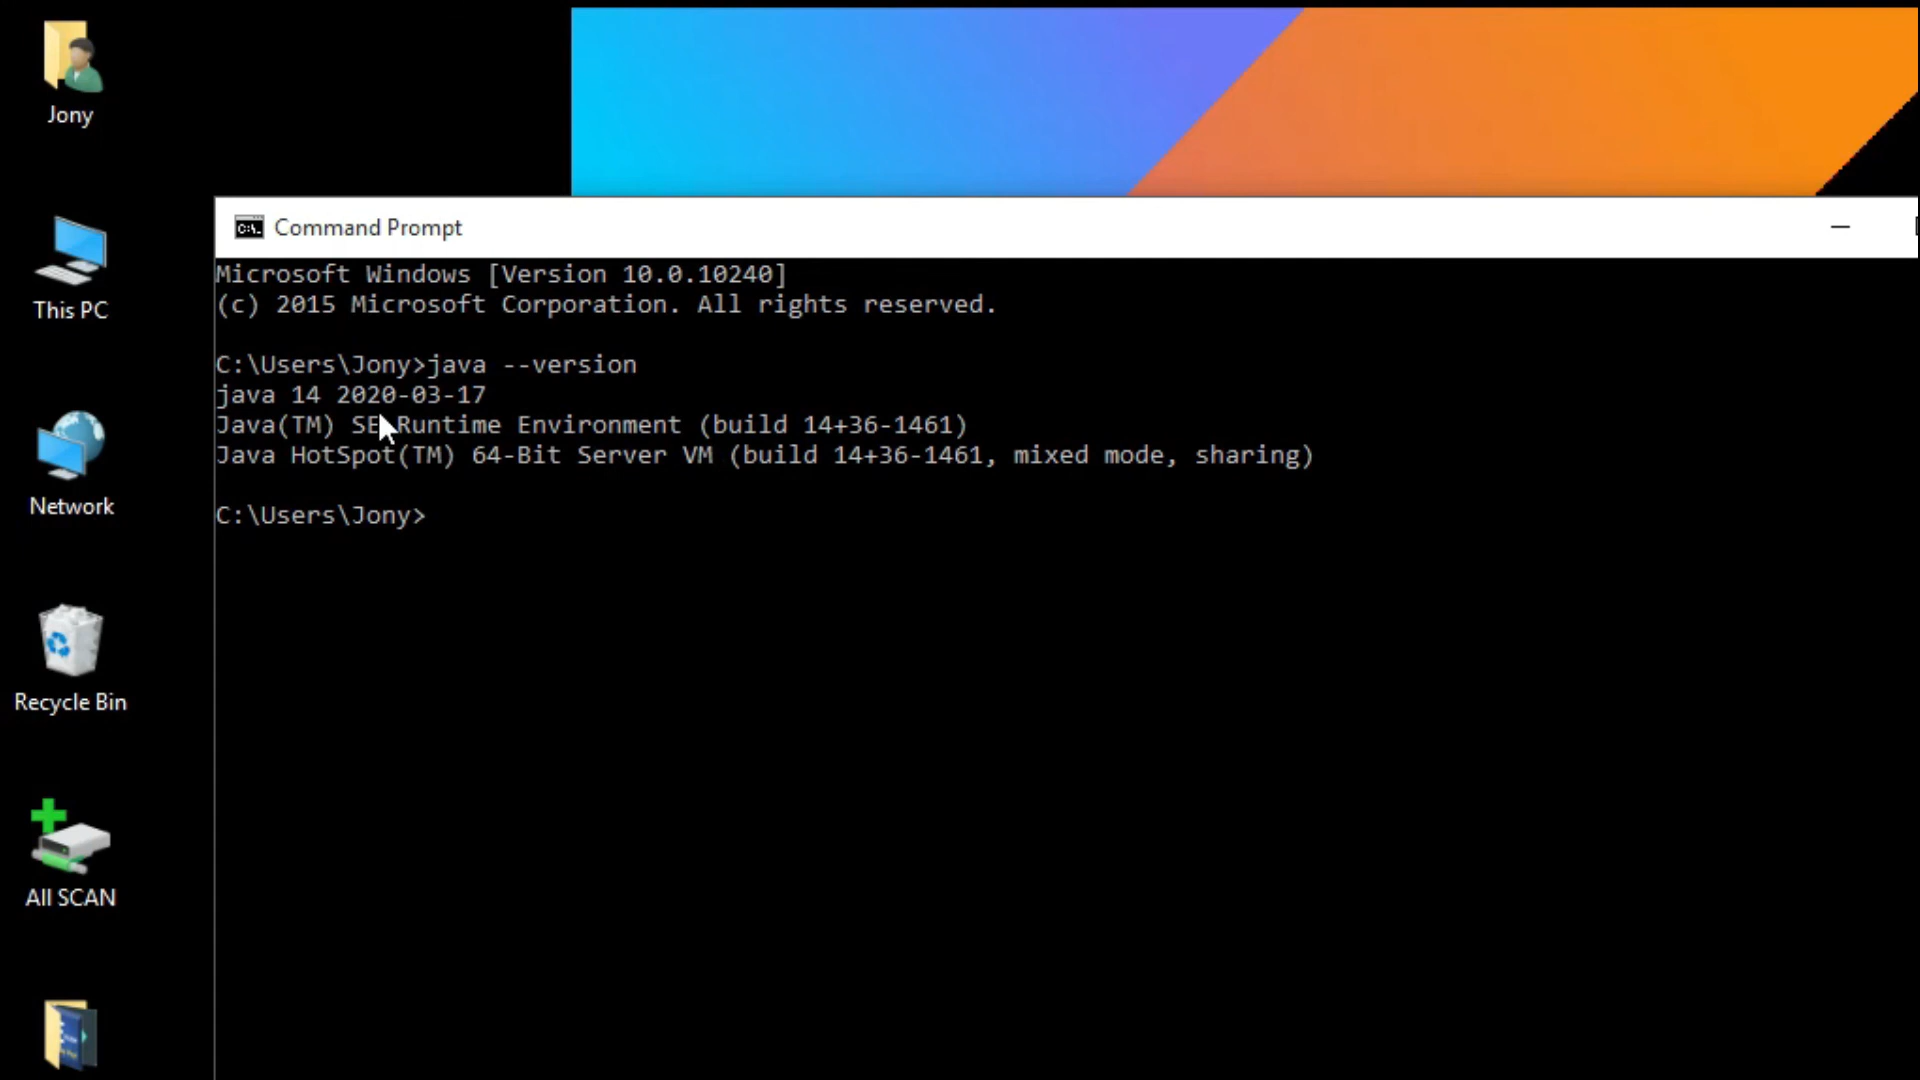 Jony
This PC
Network
Recycle Bin
All SCAN
Command Prompt
Microsoft Windows [Version 10.0.10240]
(c) 2015 Microsoft Corporation. All rights reserved.
C:\Users\Jony>java --version
java 14 2020-03-17
Java(TM) SE Runtime Environment (build 14+36-1461)
Java HotSpot(TM) 64-Bit Server VM (build 14+36-1461, mixed mode, sharing)
C:\Users\Jony>